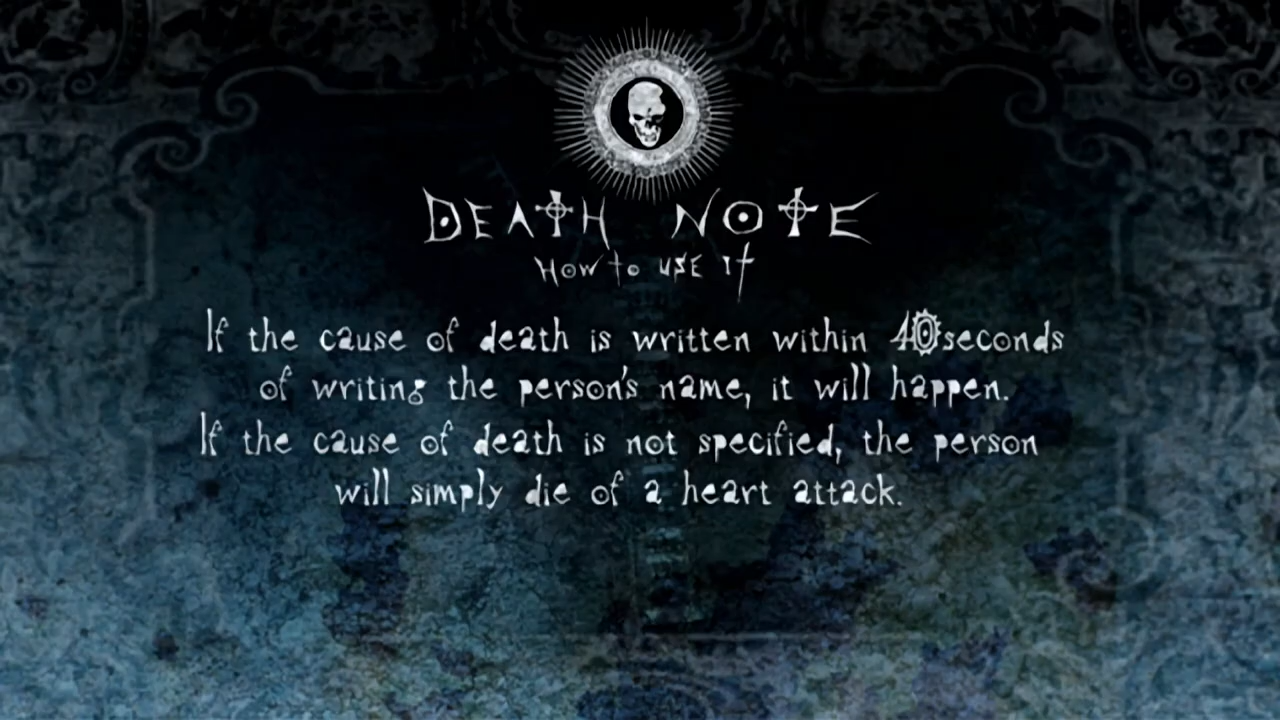 DEATH NOTE
HOW to USE IT
If the cause of death is written within 40seconds
of writing the person's name, it will happen.
If the cause of death is not specified, the person
will simply die of a heart attack.